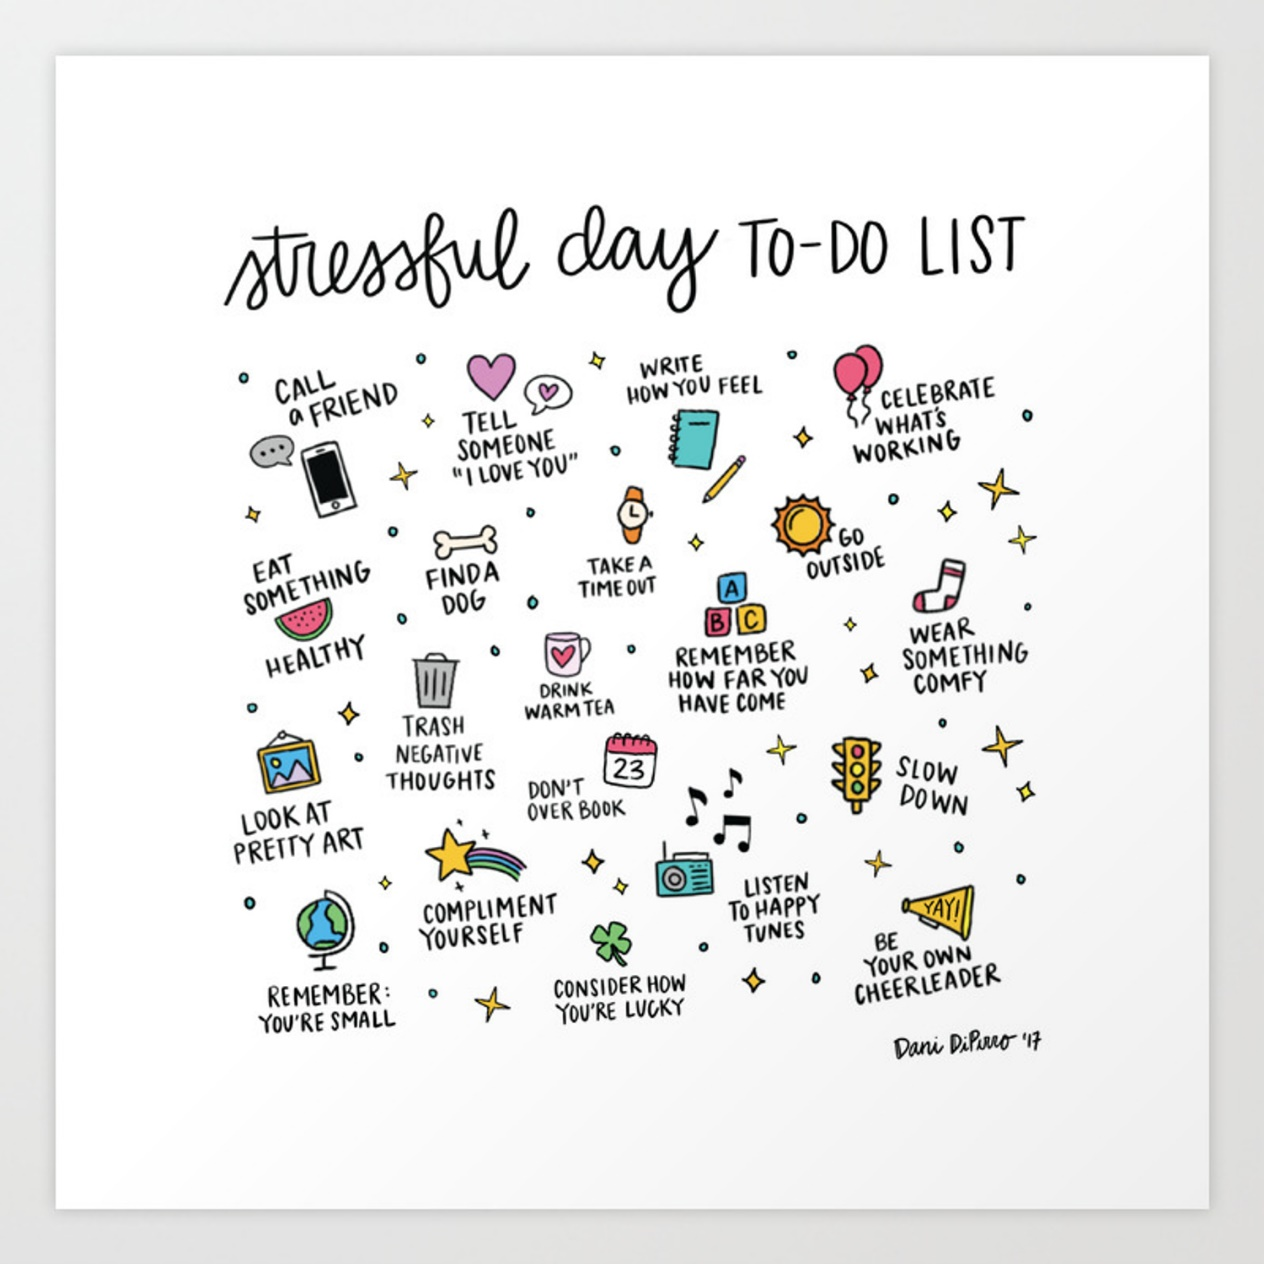 stressful day TO-DO LIST
CALL
a FRIEND
TELL
SOMEONE
"I LOVE YOU"
WRITE
HOW YOU FEEL
CELEBRATE
WHAT'S
WORKING
EAT
SOMETHING
HEALTHY
FIND A
DOG
TAKE A
TIME OUT
GO
OUTSIDE
A
B C
REMEMBER
HOW FAR YOU
HAVE COME
WEAR
SOMETHING
COMFY
TRASH
NEGATIVE
THOUGHTS
DRINK
WARM TEA
LOOK AT
PRETTY ART
23
DON'T
OVER BOOK
SLOW
DOWN
COMPLIMENT
YOURSELF
LISTEN
TO HAPPY
TUNES
YAY!
BE
YOUR OWN
CHEERLEADER
REMEMBER:
YOU'RE SMALL
CONSIDER HOW
YOU'RE LUCKY
Dani DiPirro '17